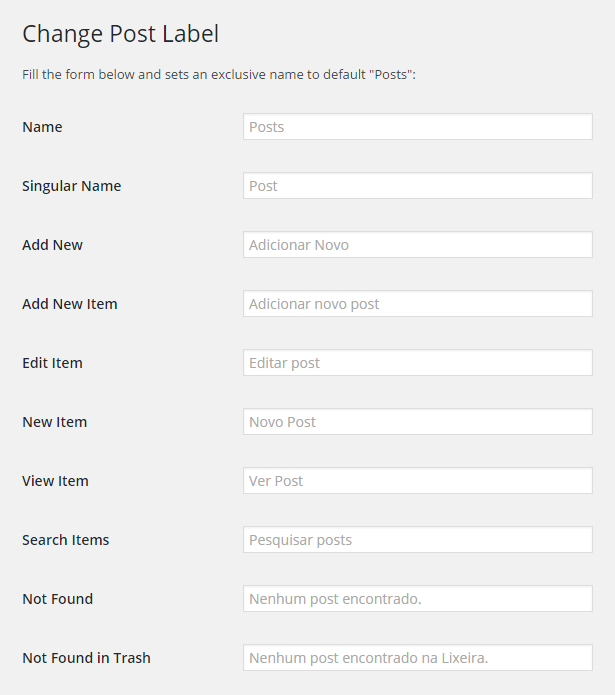 Change Post Label
Fill the form below and sets an exclusive name to default "Posts":
Name Posts
Singular Name Post
Add New Adicionar Novo
Add New Item Adicionar novo post
Edit Item Editar post
New Item Novo Post
View Item Ver Post
Search Items Pesquisar posts
Not Found Nenhum post encontrado.
Not Found in Trash Nenhum post encontrado na Lixeira.